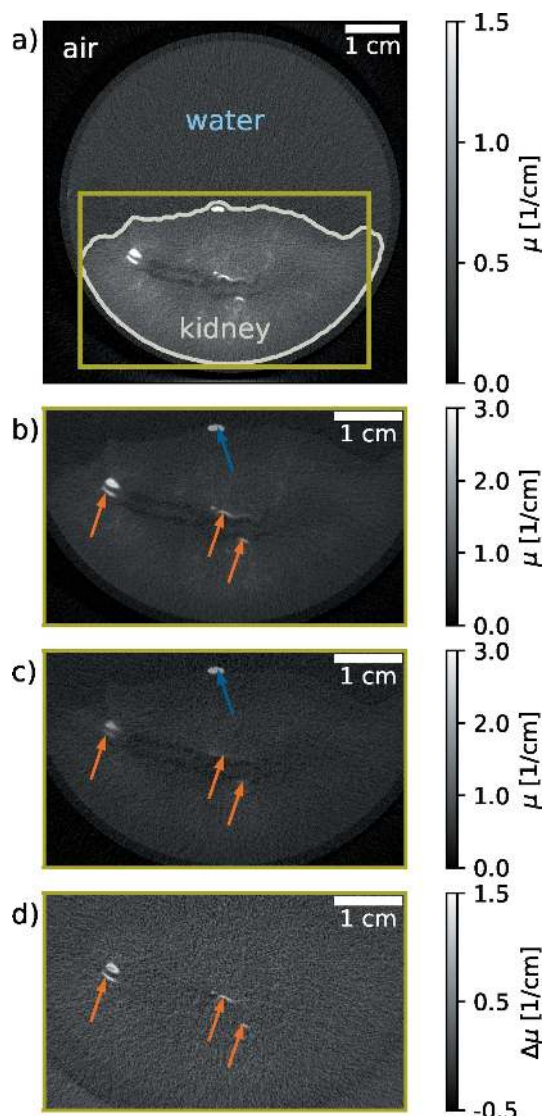 a)
air
1 cm
water
kidney
1.5
1.0
0.5
0.0
μ [1/cm]
b)
1 cm
3.0
2.0
1.0
0.0
μ [1/cm]
c)
1 cm
3.0
2.0
1.0
0.0
μ [1/cm]
d)
1 cm
1.5
0.5
-0.5
Δμ [1/cm]